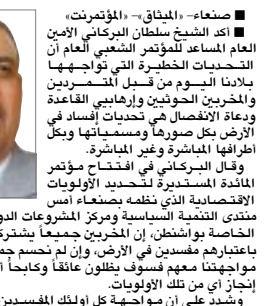 ■ صنعاء– «الميثاق»– «المؤتمرنت»
■ أكد الشيخ سلطان البركاني الأمين
العام المساعد للمؤتمر الشعبي العام أن
التحديات الخطيرة التي تواجهها
بلادنا اليوم من قبل المتمردين
والمخربين الحوثيين وإرهابيي القاعدة
ودعاة الانفصال هي تحديات إفساد في
الأرض بكل صورها ومسمياتها وبكل
أطرافها المباشرة وغير المباشرة.
وقال البركاني في افتتاح مؤتمر
المائدة المستديرة لتحديد الأولويات
الاقتصادية الذي نظمه بصنعاء أمس
منتدى التنمية السياسية ومركز المشروعات
الخاصة بواشنطن، إن المخربين جميعاً
باعتبارهم مفسدين في الأرض، وإن لم نحسم
مواجهتنا معهم فسوف يظلون عائقاً وكابحاً
إنجاز أي من تلك الأولويات.
وشدد على أن مواجهة كل أولئك